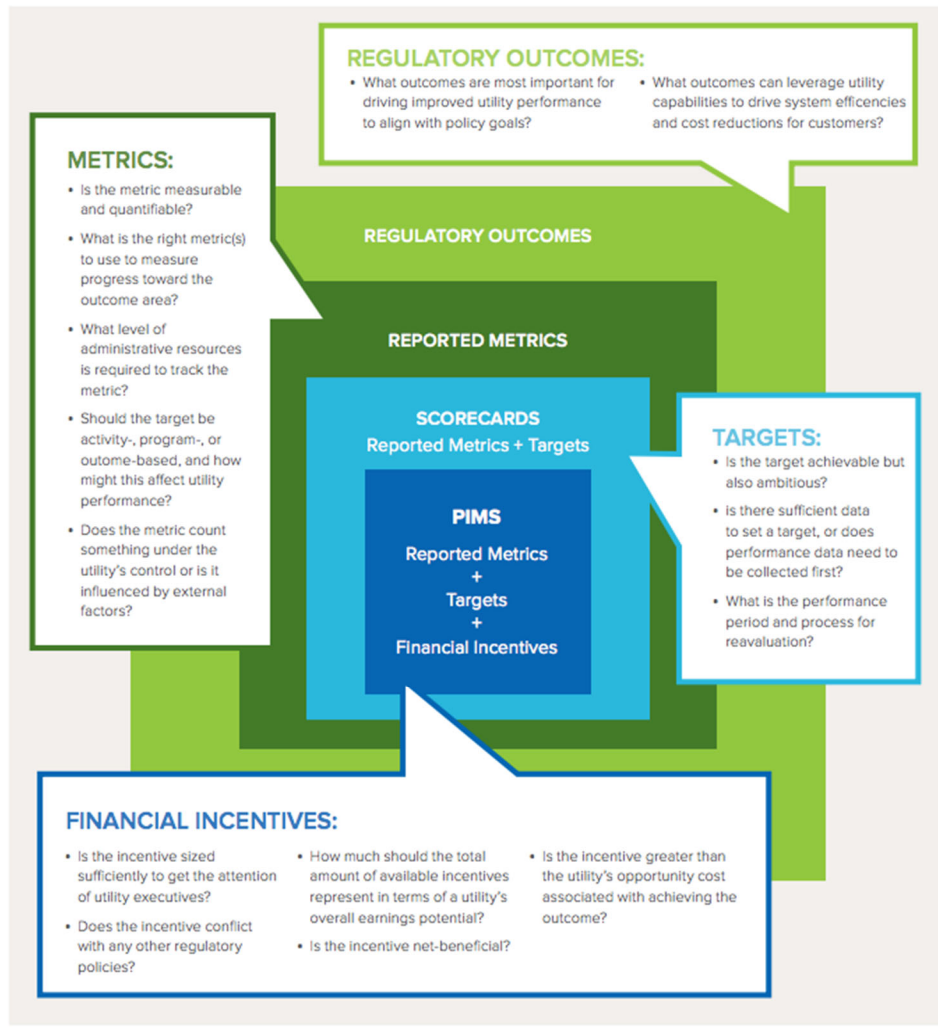 REGULATORY OUTCOMES:
• What outcomes are most important for
driving improved utility performance
to align with policy goals?
• What outcomes can leverage utility
capabilities to drive system efficencies
and cost reductions for customers?
METRICS:
• Is the metric measurable
and quantifiable?
• What is the right metric(s)
to use to measure
progress toward the
outcome area?
• What level of
administrative resources
is required to track the
metric?
• Should the target be
activity-, program-, or
outome-based, and how
might this affect utility
performance?
• Does the metric count
something under the
utility's control or is it
influenced by external
factors?
REGULATORY OUTCOMES
REPORTED METRICS
SCORECARDS
Reported Metrics + Targets
PIMS
Reported Metrics
+
Targets
+
Financial Incentives
TARGETS:
• Is the target achievable but
also ambitious?
• is there sufficient data
to set a target, or does
performance data need to
be collected first?
• What is the performance
period and process for
reavaluation?
FINANCIAL INCENTIVES:
• Is the incentive sized
sufficiently to get the attention
of utility executives?
• Does the incentive conflict
with any other regulatory
policies?
• How much should the total
amount of available incentives
represent in terms of a utility's
overall earnings potential?
• Is the incentive net-beneficial?
• Is the incentive greater than
the utility's opportunity cost
associated with achieving the
outcome?